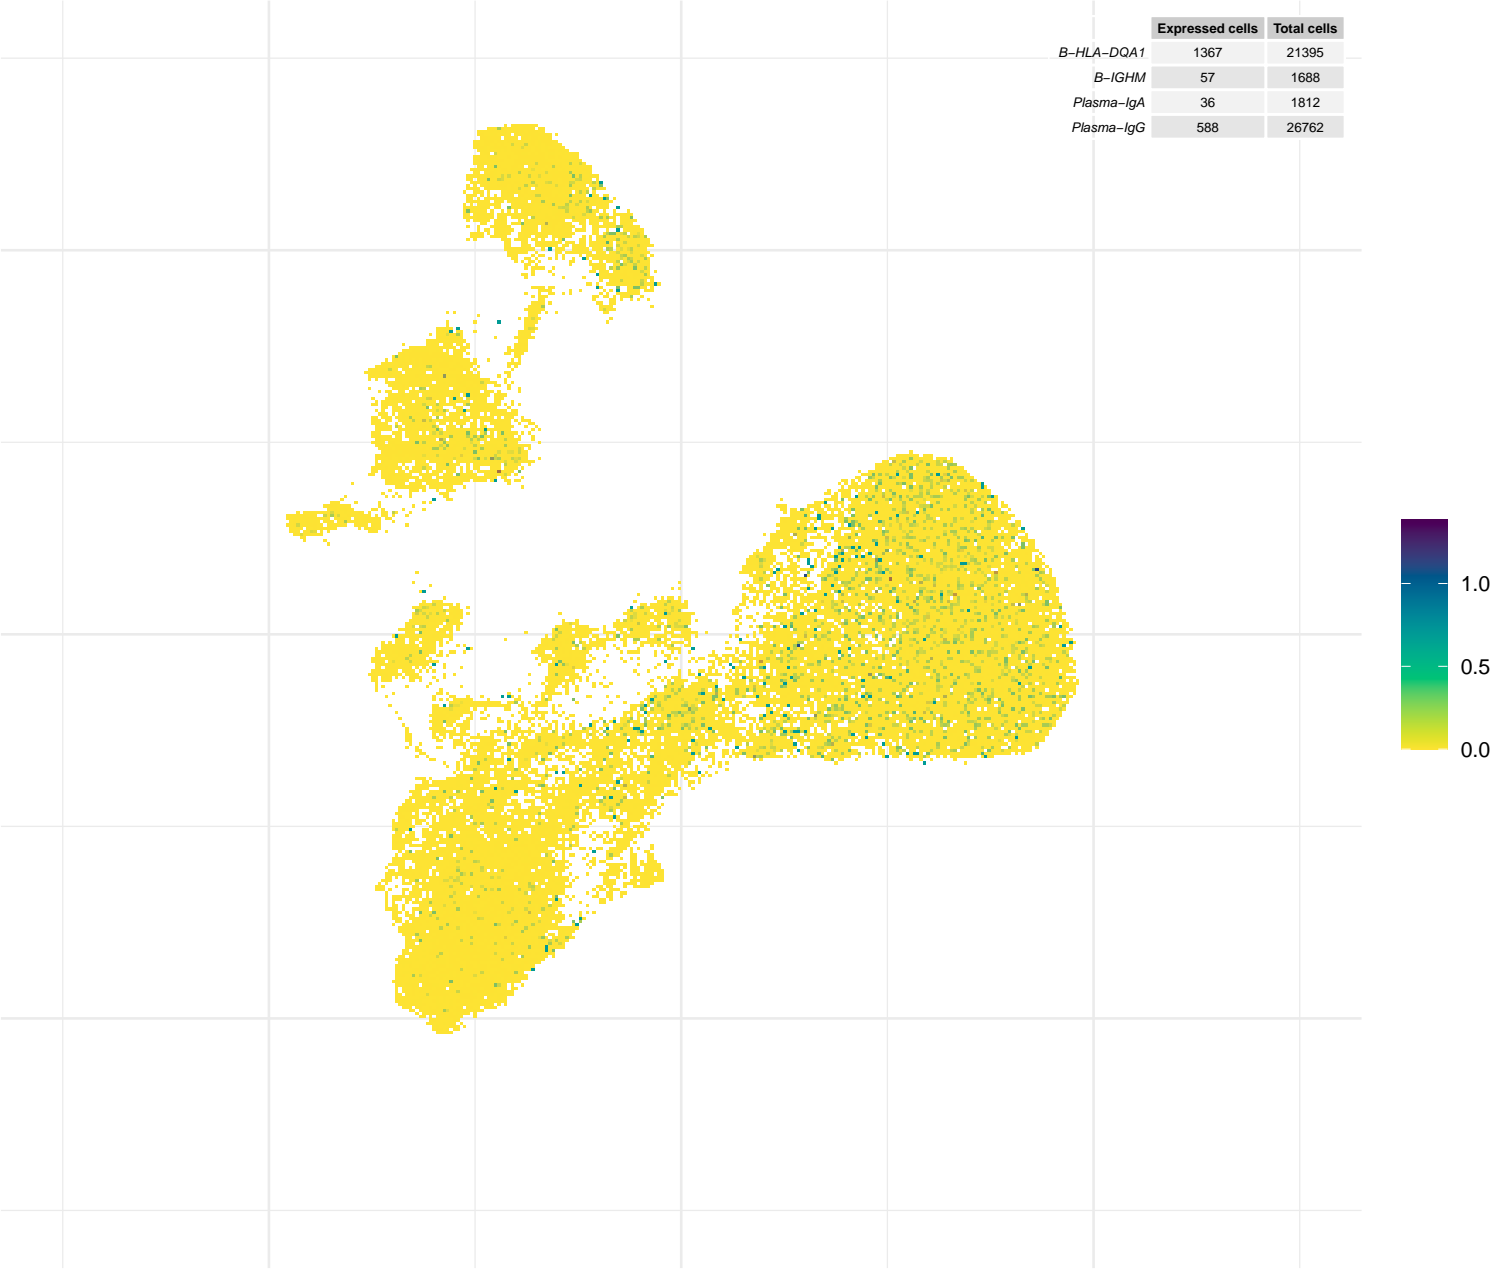 Expressed cells Total cells
B−HLA−DQA1 1367 21395
B−IGHM 57 1688
Plasma−IgA 36 1812
Plasma−IgG 588 26762
1.0
0.5
0.0